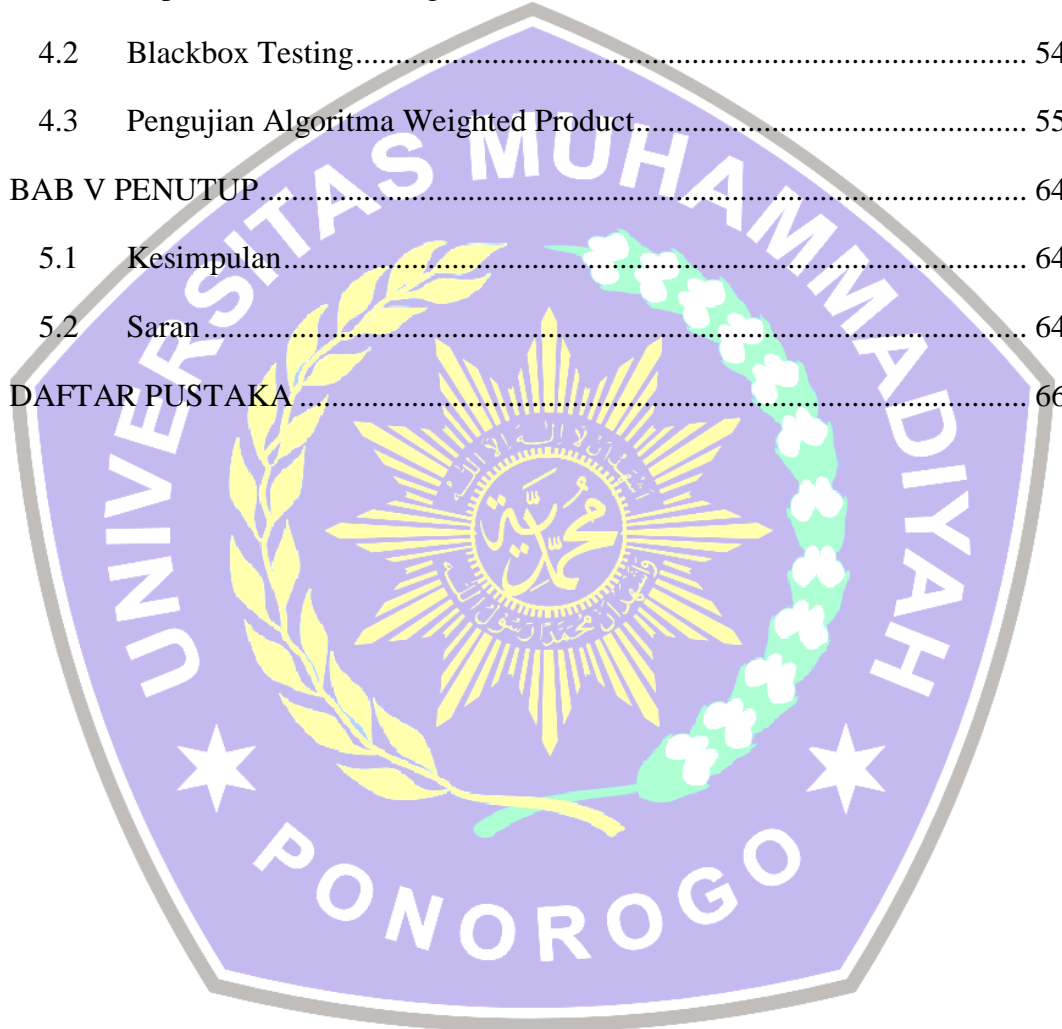 4.2 Blackbox Testing.......................................................................................... 54
4.3 Pengujian Algoritma Weighted Product..................................................... 55
BAB V PENUTUP...................................................................................................... 64
5.1 Kesimpulan................................................................................................... 64
5.2 Saran............................................................................................................. 64
DAFTAR PUSTAKA................................................................................................. 66
UNIVERSITAS MUHAMMADIYAH
PONOROGO
محمدية